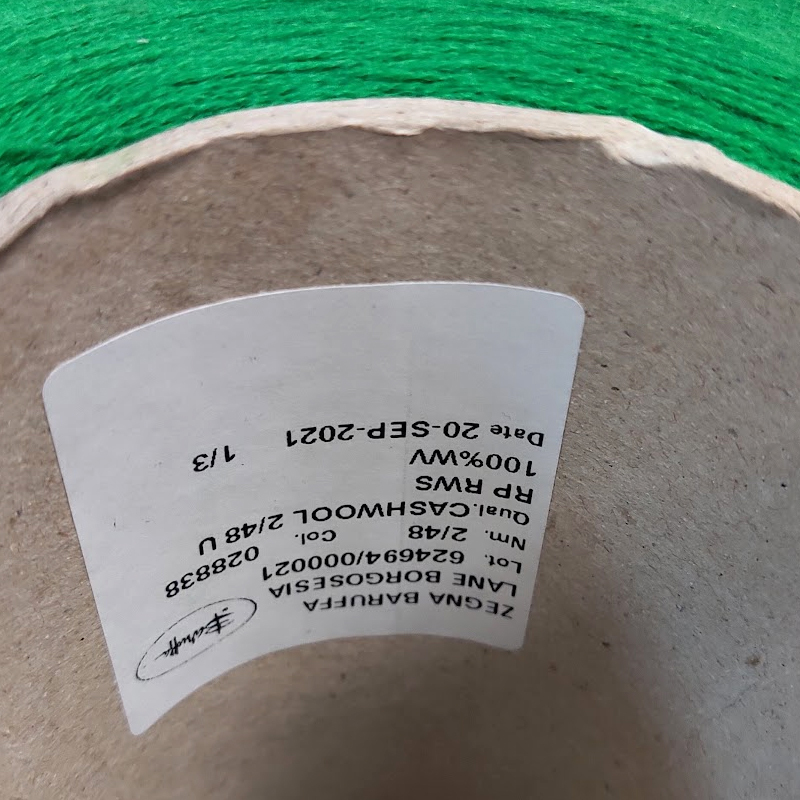 ZEGNA BARUFFA
LANE BORGOSESIA
Baruffa
Lot. 624694/000021
Nm. 2/48 Col. 028838
Qual. CASHWOOL 2/48 U
RP RWS
100%WV
Date 20-SEP-2021 1/3